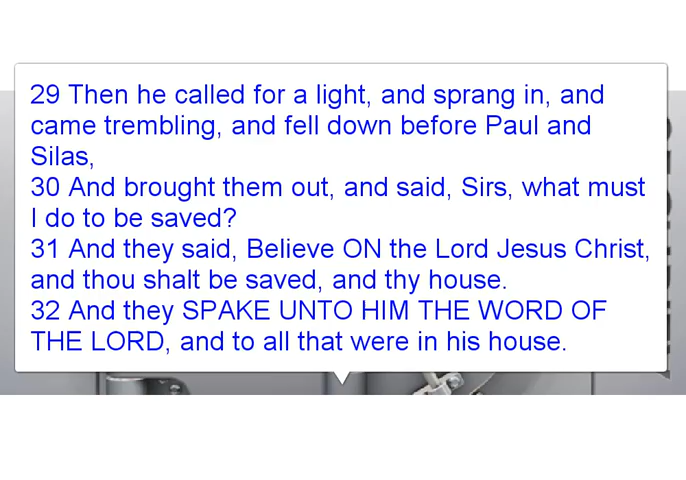 29 Then he called for a light, and sprang in, and
came trembling, and fell down before Paul and
Silas,
30 And brought them out, and said, Sirs, what must
I do to be saved?
31 And they said, Believe ON the Lord Jesus Christ,
and thou shalt be saved, and thy house.
32 And they SPAKE UNTO HIM THE WORD OF
THE LORD, and to all that were in his house.